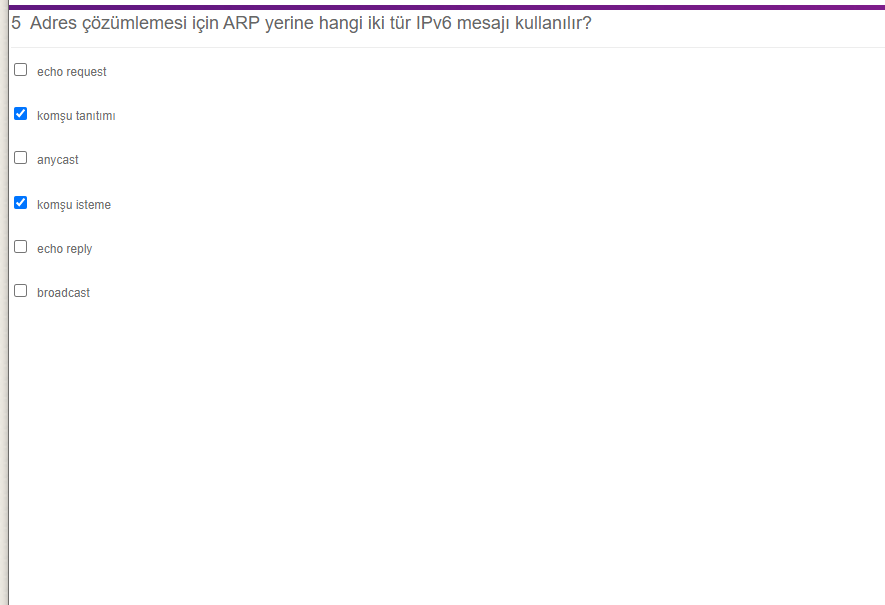 5 Adres çözümlemesi için ARP yerine hangi iki tür IPv6 mesajı kullanılır?
echo request
komşu tanıtımı
anycast
komşu isteme
echo reply
broadcast